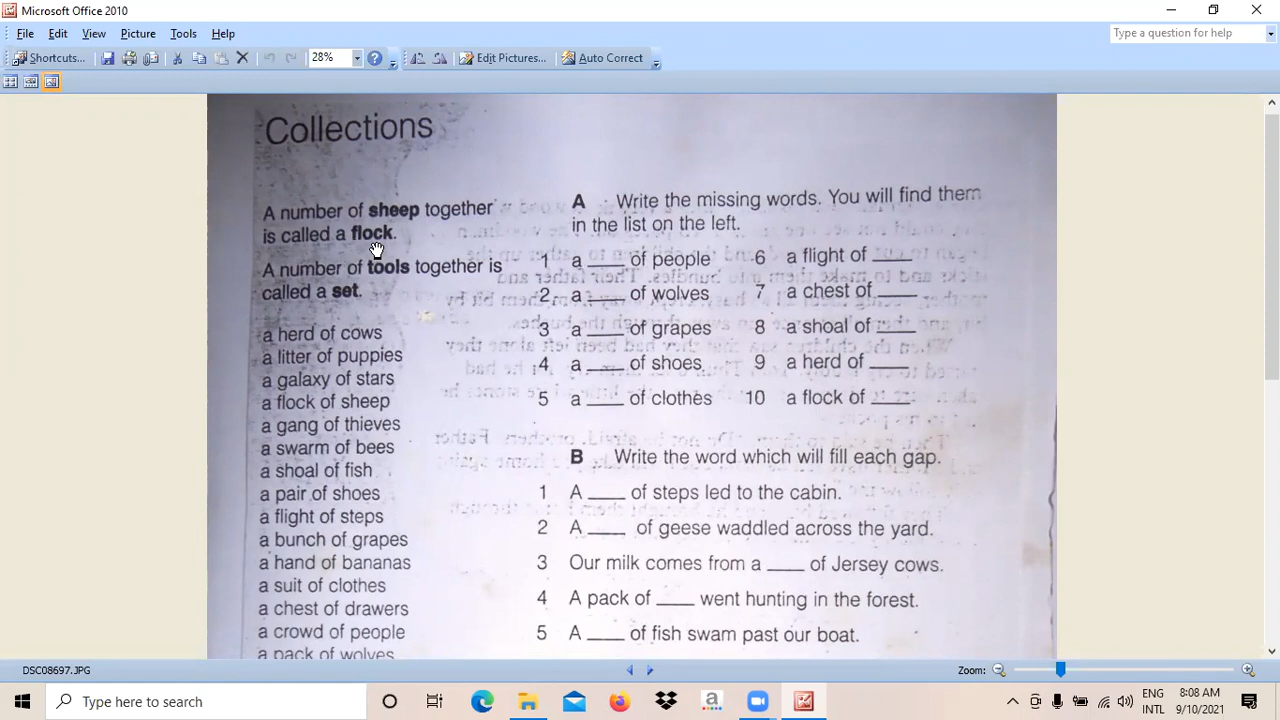 Microsoft Office 2010
File Edit View Picture Tools Help
Type a question for help
Shortcuts... 28% Edit Pictures... Auto Correct
Collections
A number of sheep together
is called a flock.
A number of tools together is
called a set.
a herd of cows
a litter of puppies
a galaxy of stars
a flock of sheep
a gang of thieves
a swarm of bees
a shoal of fish
a pair of shoes
a flight of steps
a bunch of grapes
a hand of bananas
a suit of clothes
a chest of drawers
a crowd of people
a pack of wolves
A Write the missing words. You will find them
in the list on the left.
1 a ____ of people 6 a flight of ____
2 a ____ of wolves 7 a chest of ____
3 a ____ of grapes 8 a shoal of ____
4 a ____ of shoes 9 a herd of ____
5 a ____ of clothes 10 a flock of ____
B Write the word which will fill each gap.
1 A ____ of steps led to the cabin.
2 A ____ of geese waddled across the yard.
3 Our milk comes from a ____ of Jersey cows.
4 A pack of ____ went hunting in the forest.
5 A ____ of fish swam past our boat.
DSC08697.JPG Zoom:
Type here to search
ENG 8:08 AM
INTL 9/10/2021